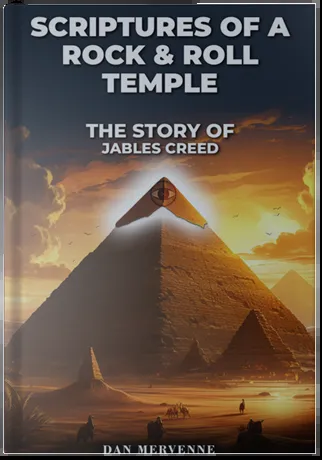 SCRIPTURES OF A
ROCK & ROLL
TEMPLE
THE STORY OF
JABLES CREED
DAN MERVENNE